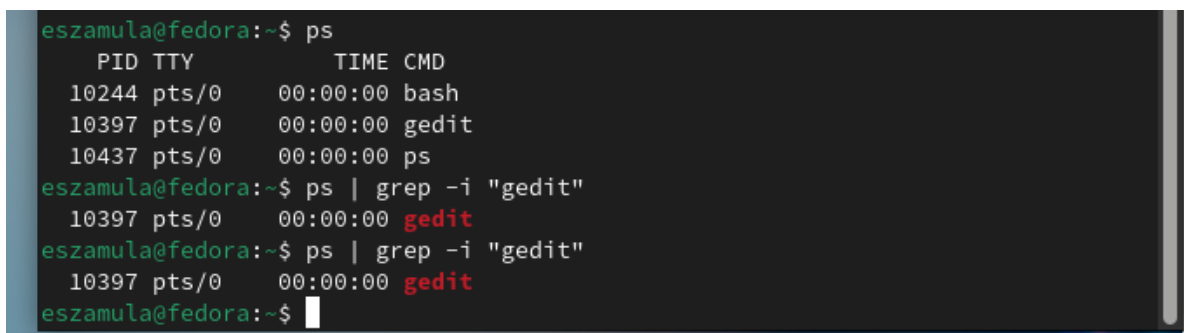 eszamula@fedora:~$ ps
    PID TTY          TIME CMD
  10244 pts/0    00:00:00 bash
  10397 pts/0    00:00:00 gedit
  10437 pts/0    00:00:00 ps
eszamula@fedora:~$ ps | grep -i "gedit"
  10397 pts/0    00:00:00 gedit
eszamula@fedora:~$ ps | grep -i "gedit"
  10397 pts/0    00:00:00 gedit
eszamula@fedora:~$